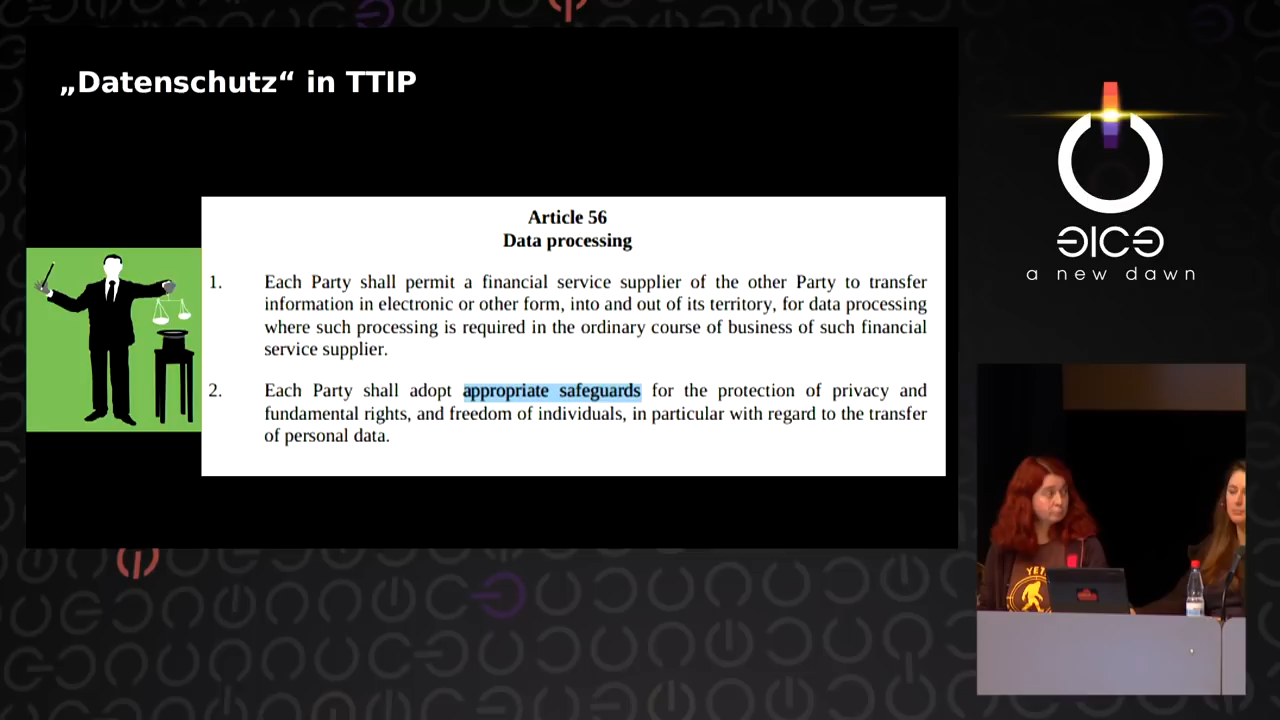 „Datenschutz“ in TTIP
Article 56
Data processing
1. Each Party shall permit a financial service supplier of the other Party to transfer
information in electronic or other form, into and out of its territory, for data processing
where such processing is required in the ordinary course of business of such financial
service supplier.
2. Each Party shall adopt appropriate safeguards for the protection of privacy and
fundamental rights, and freedom of individuals, in particular with regard to the transfer
of personal data.
a new dawn